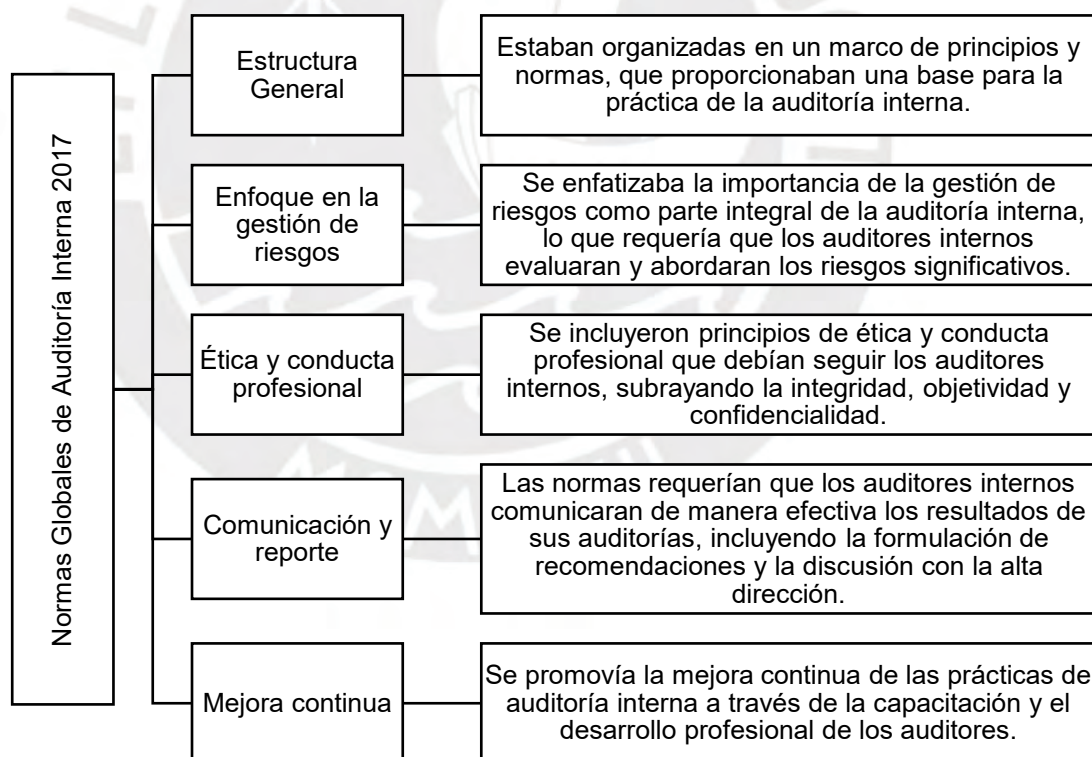 Normas Globales de Auditoría Interna 2017
Estructura
General
Estaban organizadas en un marco de principios y
normas, que proporcionaban una base para la
práctica de la auditoría interna.
Enfoque en la
gestión de
riesgos
Se enfatizaba la importancia de la gestión de
riesgos como parte integral de la auditoría interna,
lo que requería que los auditores internos
evaluaran y abordaran los riesgos significativos.
Ética y conducta
profesional
Se incluyeron principios de ética y conducta
profesional que debían seguir los auditores
internos, subrayando la integridad, objetividad y
confidencialidad.
Comunicación y
reporte
Las normas requerían que los auditores internos
comunicaran de manera efectiva los resultados de
sus auditorías, incluyendo la formulación de
recomendaciones y la discusión con la alta
dirección.
Mejora continua
Se promovía la mejora continua de las prácticas de
auditoría interna a través de la capacitación y el
desarrollo profesional de los auditores.